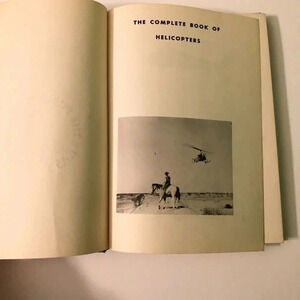 THE COMPLETE BOOK OF
HELICOPTERS